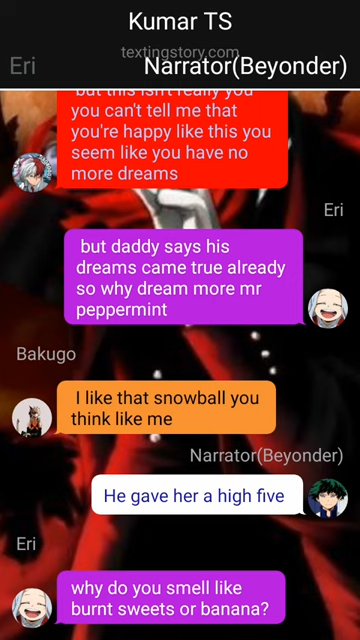 Kumar TS
textingstory.com
Eri
Narrator(Beyonder)
but this isn't really you
you can't tell me that
you're happy like this you
seem like you have no
more dreams
Eri
but daddy says his
dreams came true already
so why dream more mr
peppermint
Bakugo
I like that snowball you
think like me
Narrator(Beyonder)
He gave her a high five
Eri
why do you smell like
burnt sweets or banana?